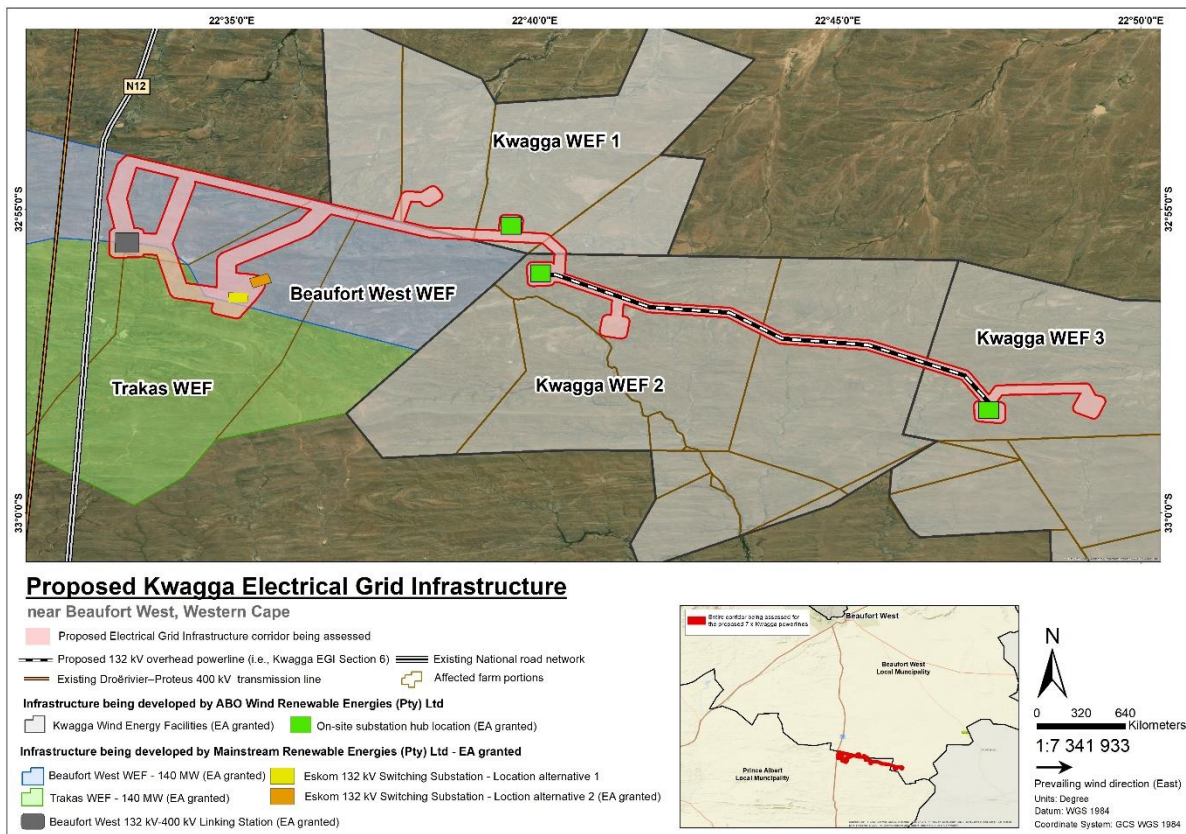 22°35'0"E
22°40'0"E
22°45'0"E
22°50'0"E
N12
Kwagga WEF 1
32°55'0"S
32°55'0"S
Beaufort West WEF
Kwagga WEF 3
Trakas WEF
Kwagga WEF 2
33°0'0"S
33°0'0"S
Proposed Kwagga Electrical Grid Infrastructure
near Beaufort West, Western Cape
Proposed Electrical Grid Infrastructure corridor being assessed
Proposed 132 kV overhead powerline (i.e., Kwagga EGI Section 6)
Existing National road network
Existing Droërivier–Proteus 400 kV transmission line
Affected farm portions
Infrastructure being developed by ABO Wind Renewable Energies (Pty) Ltd
Kwagga Wind Energy Facilities (EA granted)
On-site substation hub location (EA granted)
Infrastructure being developed by Mainstream Renewable Energies (Pty) Ltd - EA granted
Beaufort West WEF - 140 MW (EA granted)
Eskom 132 kV Switching Substation - Location alternative 1
Trakas WEF - 140 MW (EA granted)
Eskom 132 kV Switching Substation - Loction alternative 2 (EA granted)
Beaufort West 132 kV-400 kV Linking Station (EA granted)
Entire corridor being assessed for
the proposed 7 x Kwagga powerlines
Beaufort West
Beaufort West
Local Municipality
Prince Albert
Local Municipality
N
0 320 640
Kilometers
1:7 341 933
Prevailing wind direction (East)
Units: Degree
Datum: WGS 1984
Coordinate System: GCS WGS 1984